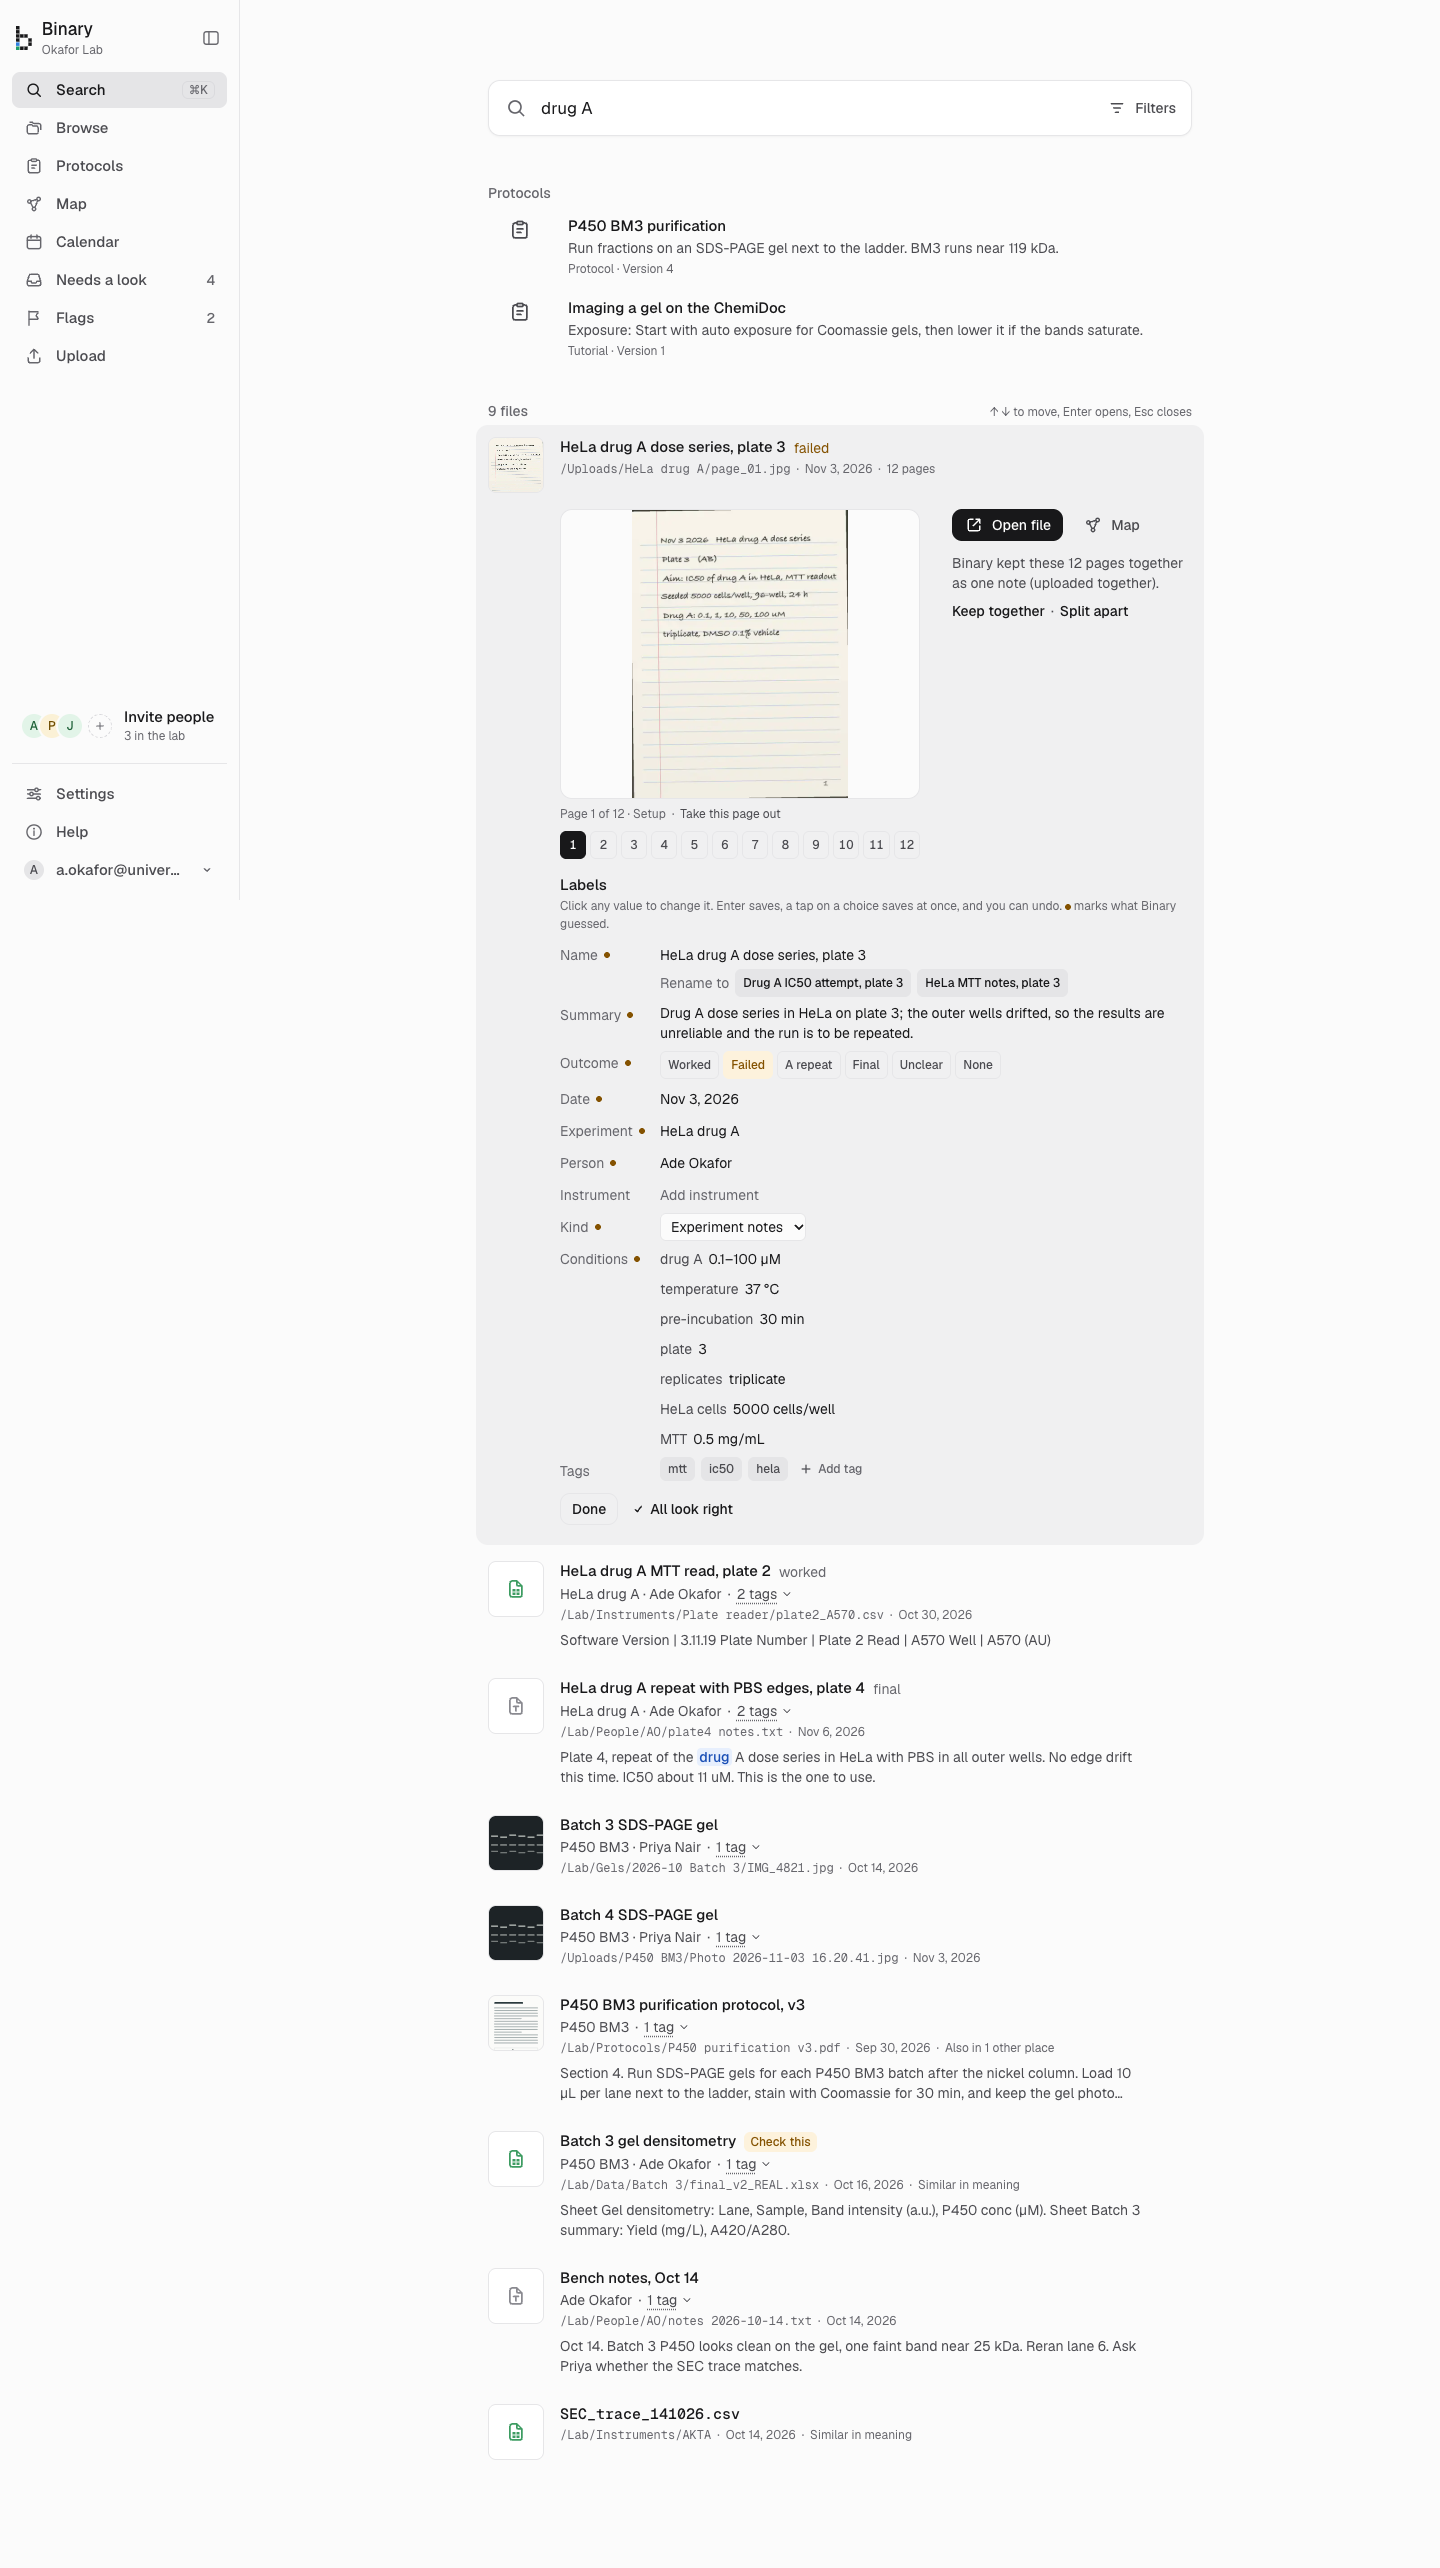 Binary
Okafor Lab
Search ⌘K
Browse
Protocols
Map
Calendar
Needs a look 4
Flags 2
Upload
A P J + Invite people
3 in the lab
Settings
Help
A a.okafor@univer...
drug A Filters
Protocols
P450 BM3 purification
Run fractions on an SDS-PAGE gel next to the ladder. BM3 runs near 119 kDa.
Protocol · Version 4
Imaging a gel on the ChemiDoc
Exposure: Start with auto exposure for Coomassie gels, then lower it if the bands saturate.
Tutorial · Version 1
9 files ↑↓ to move, Enter opens, Esc closes
HeLa drug A dose series, plate 3 failed
/Uploads/HeLa drug A/page_01.jpg · Nov 3, 2026 · 12 pages
Nov 3 2026 HeLa drug A dose series
Plate 3 (AB)
Aim: IC50 of drug A in HeLa, MTT readout
Seeded 5000 cells/well, 96-well, 24 h
Drug A: 0.1, 1, 10, 50, 100 uM
triplicate, DMSO 0.1% vehicle
1
Open file Map
Binary kept these 12 pages together
as one note (uploaded together).
Keep together · Split apart
Page 1 of 12 · Setup · Take this page out
1 2 3 4 5 6 7 8 9 10 11 12
Labels
Click any value to change it. Enter saves, a tap on a choice saves at once, and you can undo. ● marks what Binary
guessed.
Name ● HeLa drug A dose series, plate 3
Rename to Drug A IC50 attempt, plate 3 HeLa MTT notes, plate 3
Summary ● Drug A dose series in HeLa on plate 3; the outer wells drifted, so the results are
unreliable and the run is to be repeated.
Outcome ● Worked Failed A repeat Final Unclear None
Date ● Nov 3, 2026
Experiment ● HeLa drug A
Person ● Ade Okafor
Instrument Add instrument
Kind ● Experiment notes
Conditions ● drug A 0.1–100 µM
temperature 37 °C
pre-incubation 30 min
plate 3
replicates triplicate
HeLa cells 5000 cells/well
MTT 0.5 mg/mL
Tags mtt ic50 hela + Add tag
Done ✓ All look right
HeLa drug A MTT read, plate 2 worked
HeLa drug A · Ade Okafor · 2 tags
/Lab/Instruments/Plate reader/plate2_A570.csv · Oct 30, 2026
Software Version | 3.11.19 Plate Number | Plate 2 Read | A570 Well | A570 (AU)
HeLa drug A repeat with PBS edges, plate 4 final
HeLa drug A · Ade Okafor · 2 tags
/Lab/People/AO/plate4 notes.txt · Nov 6, 2026
Plate 4, repeat of the drug A dose series in HeLa with PBS in all outer wells. No edge drift
this time. IC50 about 11 uM. This is the one to use.
Batch 3 SDS-PAGE gel
P450 BM3 · Priya Nair · 1 tag
/Lab/Gels/2026-10 Batch 3/IMG_4821.jpg · Oct 14, 2026
Batch 4 SDS-PAGE gel
P450 BM3 · Priya Nair · 1 tag
/Uploads/P450 BM3/Photo 2026-11-03 16.20.41.jpg · Nov 3, 2026
P450 BM3 purification protocol, v3
P450 BM3 · 1 tag
/Lab/Protocols/P450 purification v3.pdf · Sep 30, 2026 · Also in 1 other place
Section 4. Run SDS-PAGE gels for each P450 BM3 batch after the nickel column. Load 10
µL per lane next to the ladder, stain with Coomassie for 30 min, and keep the gel photo...
Batch 3 gel densitometry Check this
P450 BM3 · Ade Okafor · 1 tag
/Lab/Data/Batch 3/final_v2_REAL.xlsx · Oct 16, 2026 · Similar in meaning
Sheet Gel densitometry: Lane, Sample, Band intensity (a.u.), P450 conc (µM). Sheet Batch 3
summary: Yield (mg/L), A420/A280.
Bench notes, Oct 14
Ade Okafor · 1 tag
/Lab/People/AO/notes 2026-10-14.txt · Oct 14, 2026
Oct 14. Batch 3 P450 looks clean on the gel, one faint band near 25 kDa. Reran lane 6. Ask
Priya whether the SEC trace matches.
SEC_trace_141026.csv
/Lab/Instruments/AKTA · Oct 14, 2026 · Similar in meaning